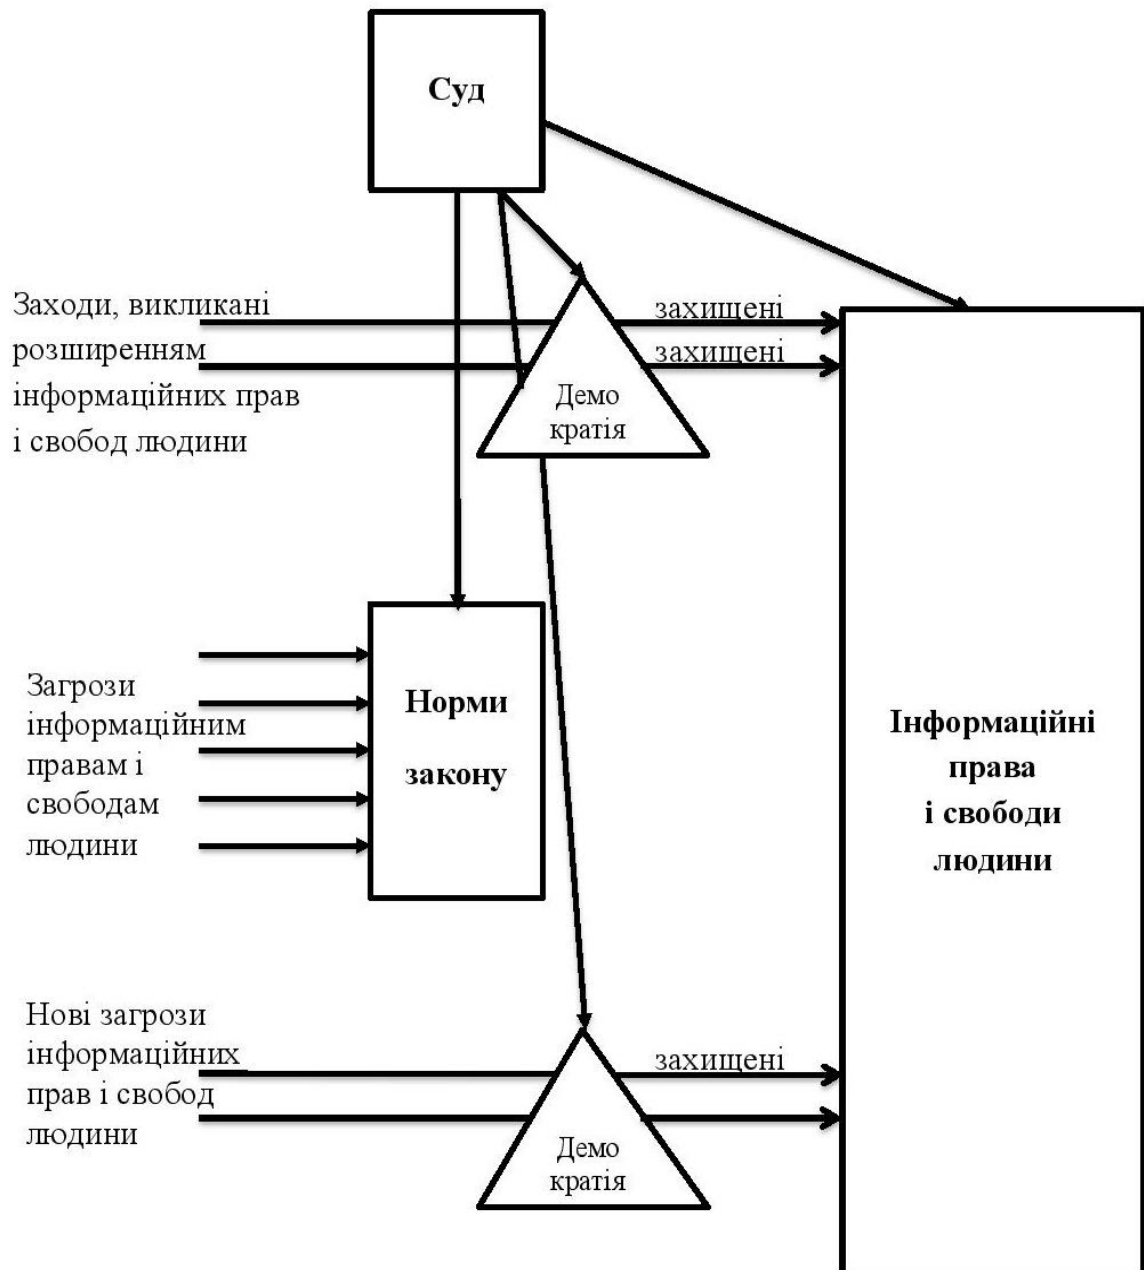 Суд
Заходи, викликані
розширенням
інформаційних прав
і свобод людини
захищені
захищені
Демо
кратія
Загрози
інформаційним
правам і
свободам
людини
Норми
закону
Інформаційні
права
і свободи
людини
Нові загрози
інформаційних
прав і свобод
людини
захищені
Демо
кратія